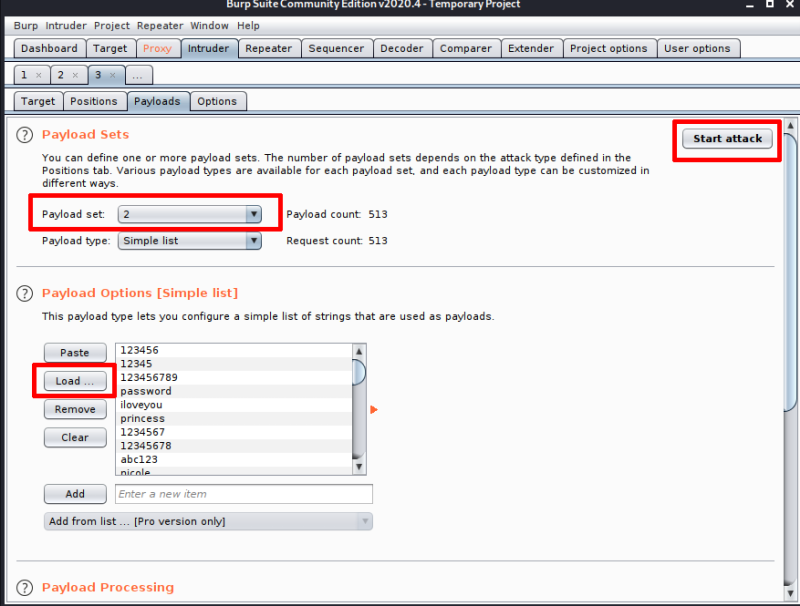 Burp Suite Community Edition v2020.4 - Temporary Project
Burp Intruder Project Repeater Window Help
Dashboard Target Proxy Intruder Repeater Sequencer Decoder Comparer Extender Project options User options
1 × 2 × 3 × ...
Target Positions Payloads Options
? Payload Sets
Start attack
You can define one or more payload sets. The number of payload sets depends on the attack type defined in the
Positions tab. Various payload types are available for each payload set, and each payload type can be customized in
different ways.
Payload set: 2 Payload count: 513
Payload type: Simple list Request count: 513
? Payload Options [Simple list]
This payload type lets you configure a simple list of strings that are used as payloads.
Paste
Load ...
Remove
Clear
123456
12345
123456789
password
iloveyou
princess
1234567
12345678
abc123
nicole
Add Enter a new item
Add from list ... [Pro version only]
? Payload Processing